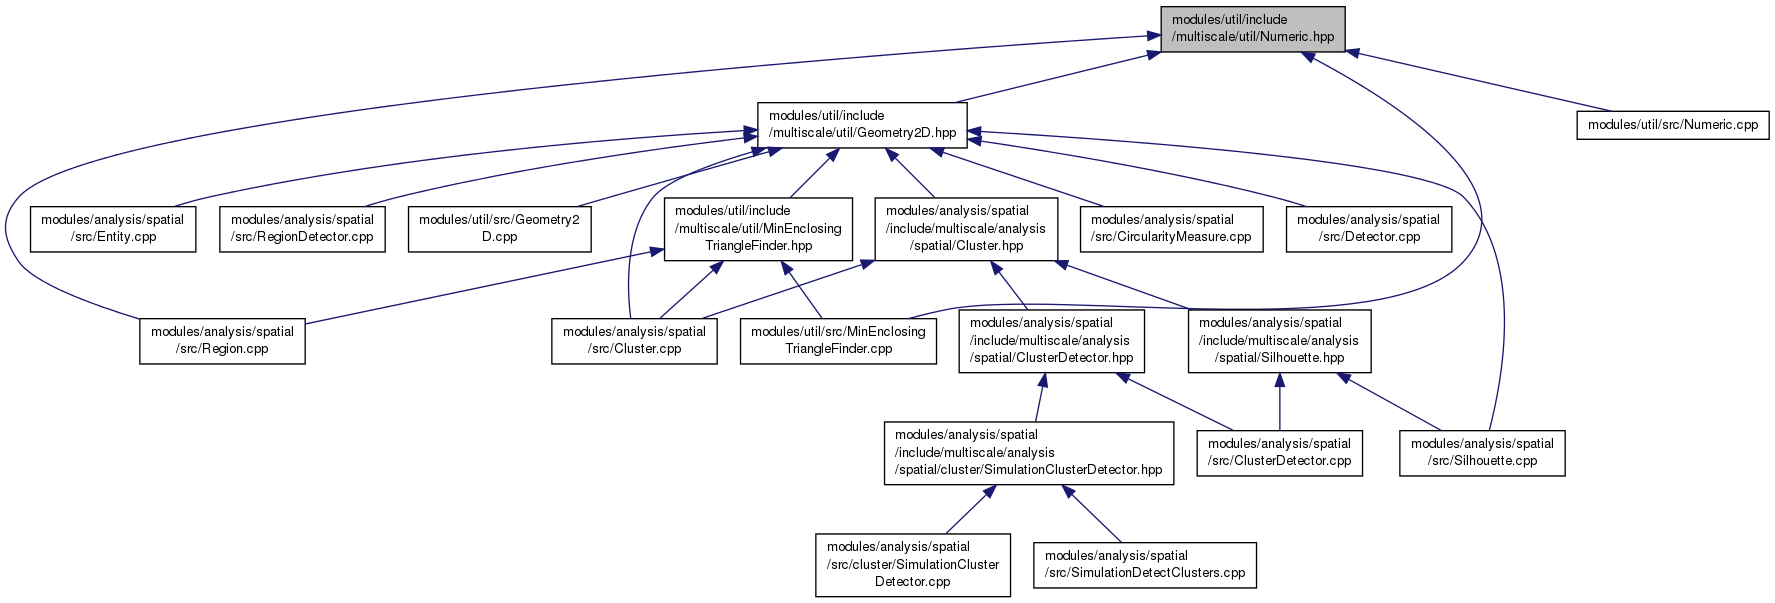 modules/util/include
/multiscale/util/Numeric.hpp
modules/util/include
/multiscale/util/Geometry2D.hpp
modules/util/src/Numeric.cpp
modules/analysis/spatial
/src/Entity.cpp
modules/analysis/spatial
/src/RegionDetector.cpp
modules/util/src/Geometry2
D.cpp
modules/util/include
/multiscale/util/MinEnclosing
TriangleFinder.hpp
modules/analysis/spatial
/include/multiscale/analysis
/spatial/Cluster.hpp
modules/analysis/spatial
/src/CircularityMeasure.cpp
modules/analysis/spatial
/src/Detector.cpp
modules/analysis/spatial
/src/Region.cpp
modules/analysis/spatial
/src/Cluster.cpp
modules/util/src/MinEnclosing
TriangleFinder.cpp
modules/analysis/spatial
/include/multiscale/analysis
/spatial/ClusterDetector.hpp
modules/analysis/spatial
/include/multiscale/analysis
/spatial/Silhouette.hpp
modules/analysis/spatial
/include/multiscale/analysis
/spatial/cluster/SimulationClusterDetector.hpp
modules/analysis/spatial
/src/ClusterDetector.cpp
modules/analysis/spatial
/src/Silhouette.cpp
modules/analysis/spatial
/src/cluster/SimulationCluster
Detector.cpp
modules/analysis/spatial
/src/SimulationDetectClusters.cpp